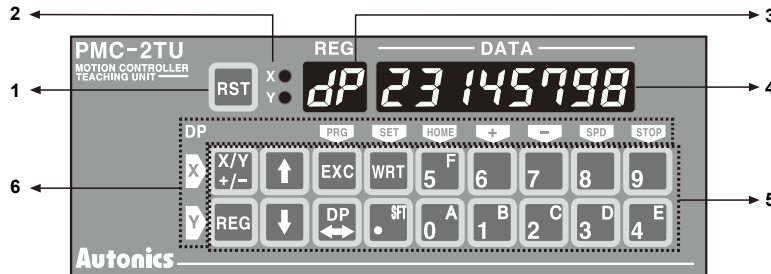 2 3
PMC-2TU REG DATA
MOTION CONTROLLER
TEACHING UNIT
1 RST X Y dP 23145798 4
DP PRG SET HOME + - SPD STOP
6 X X/Y +/- ↑ EXC WRT 5 F 6 7 8 9
5
Y REG ↓ DP ↔ • SFT 0 A 1 B 2 C 3 D 4 E
Autonics